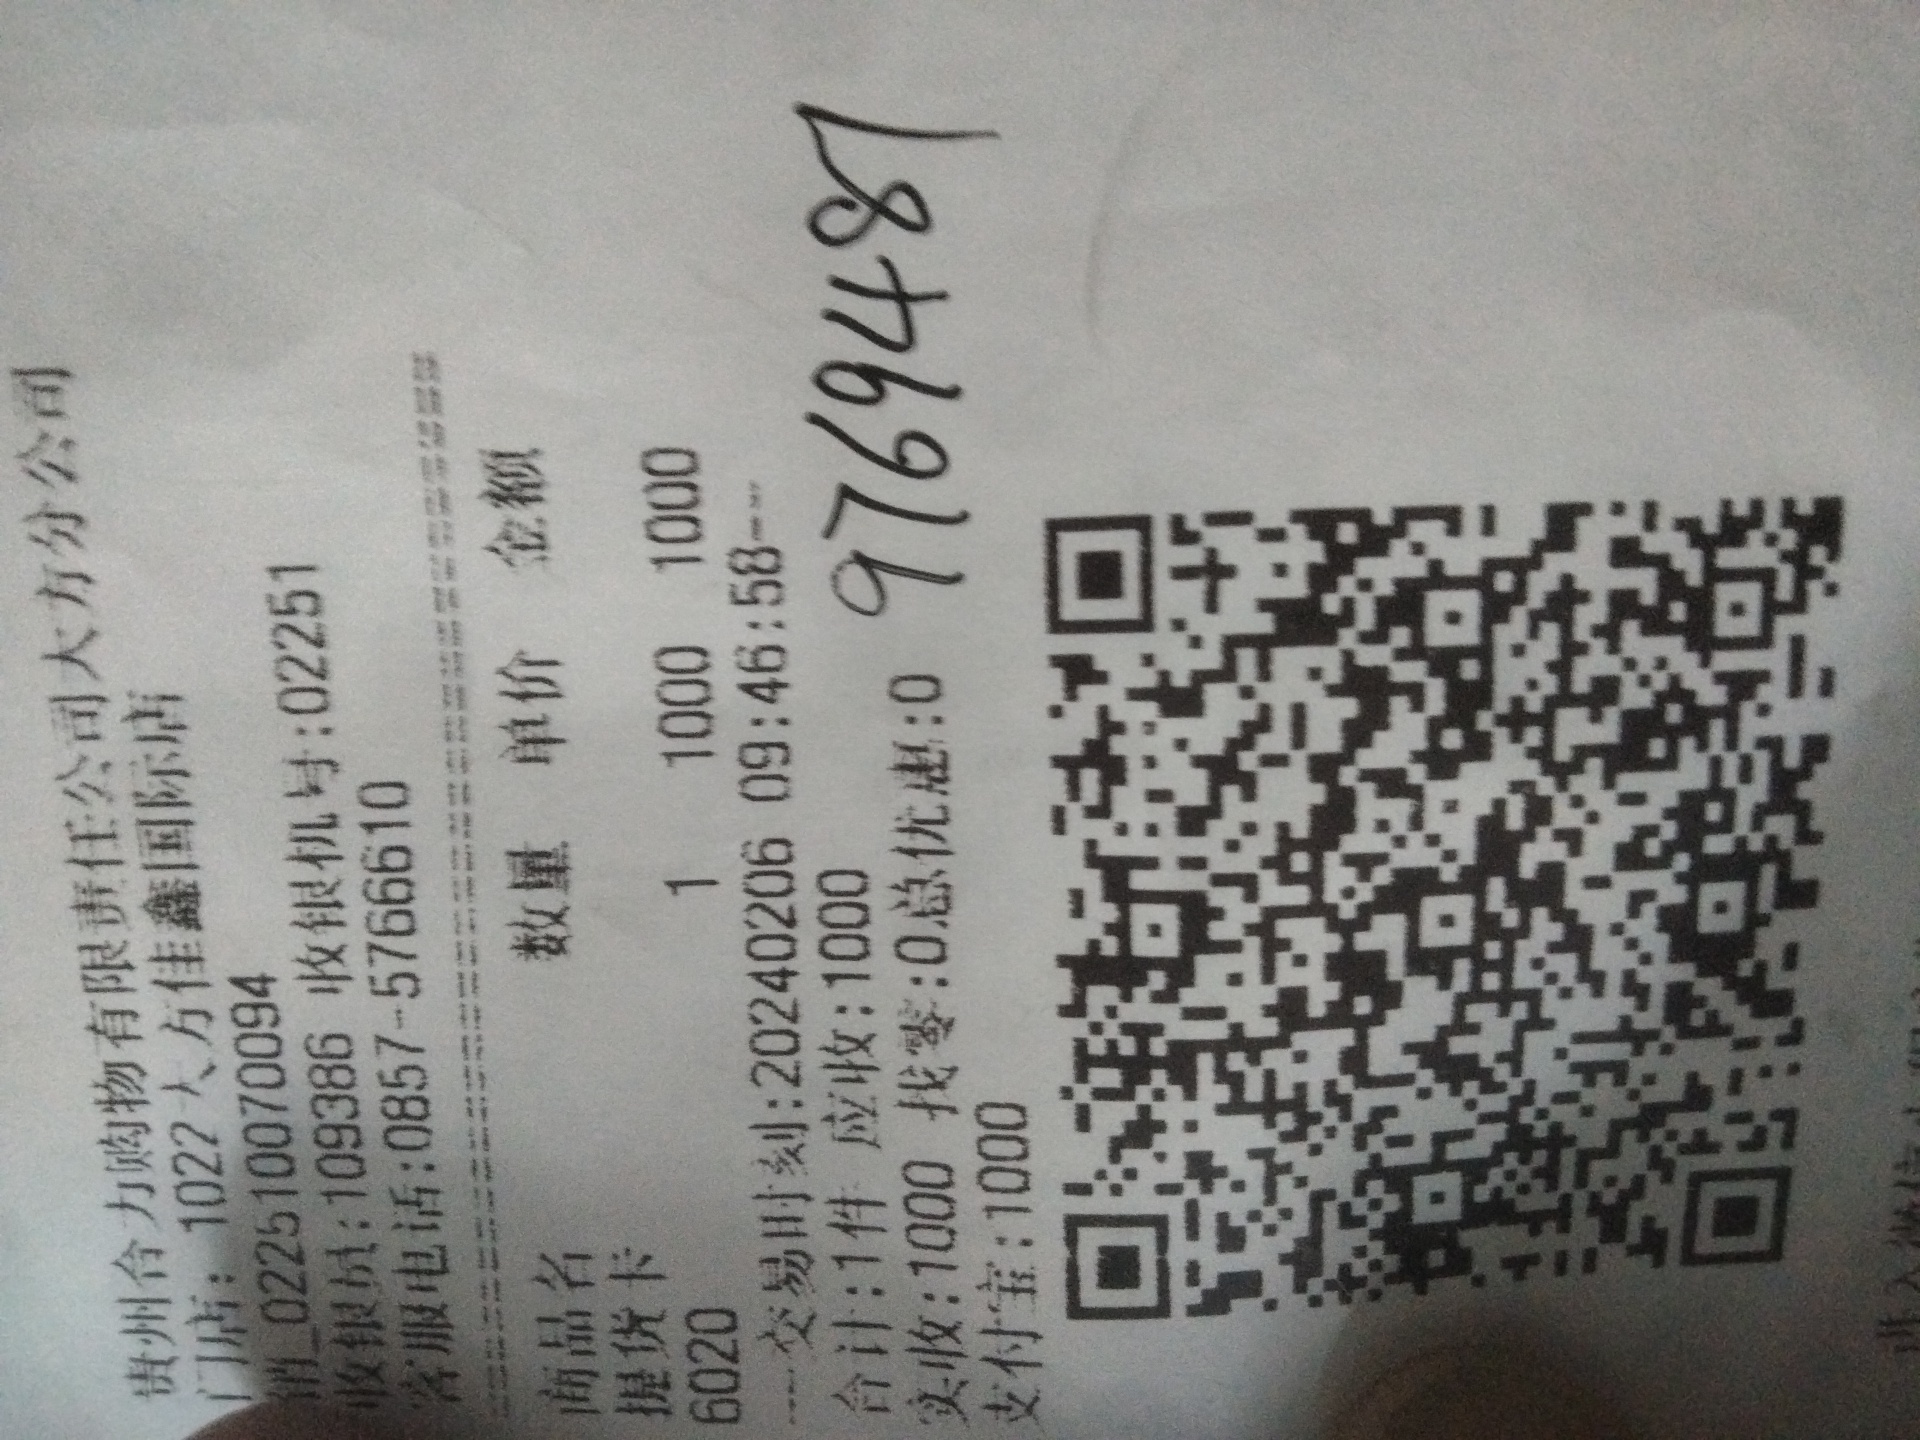 贵州合力购物有限责任公司大方分公司
门店: 1022大方佳鑫国际店
销_022510070094
收银员:109386 收银机号:02251
客服电话:0857-5766610
商品名 数量 单价 金额
提货卡
6020 1 1000 1000
----交易时刻:20240206 09:46:58---
合计:1件 应收:1000
实收:1000 找零:0总优惠:0
支付宝:1000
9769487